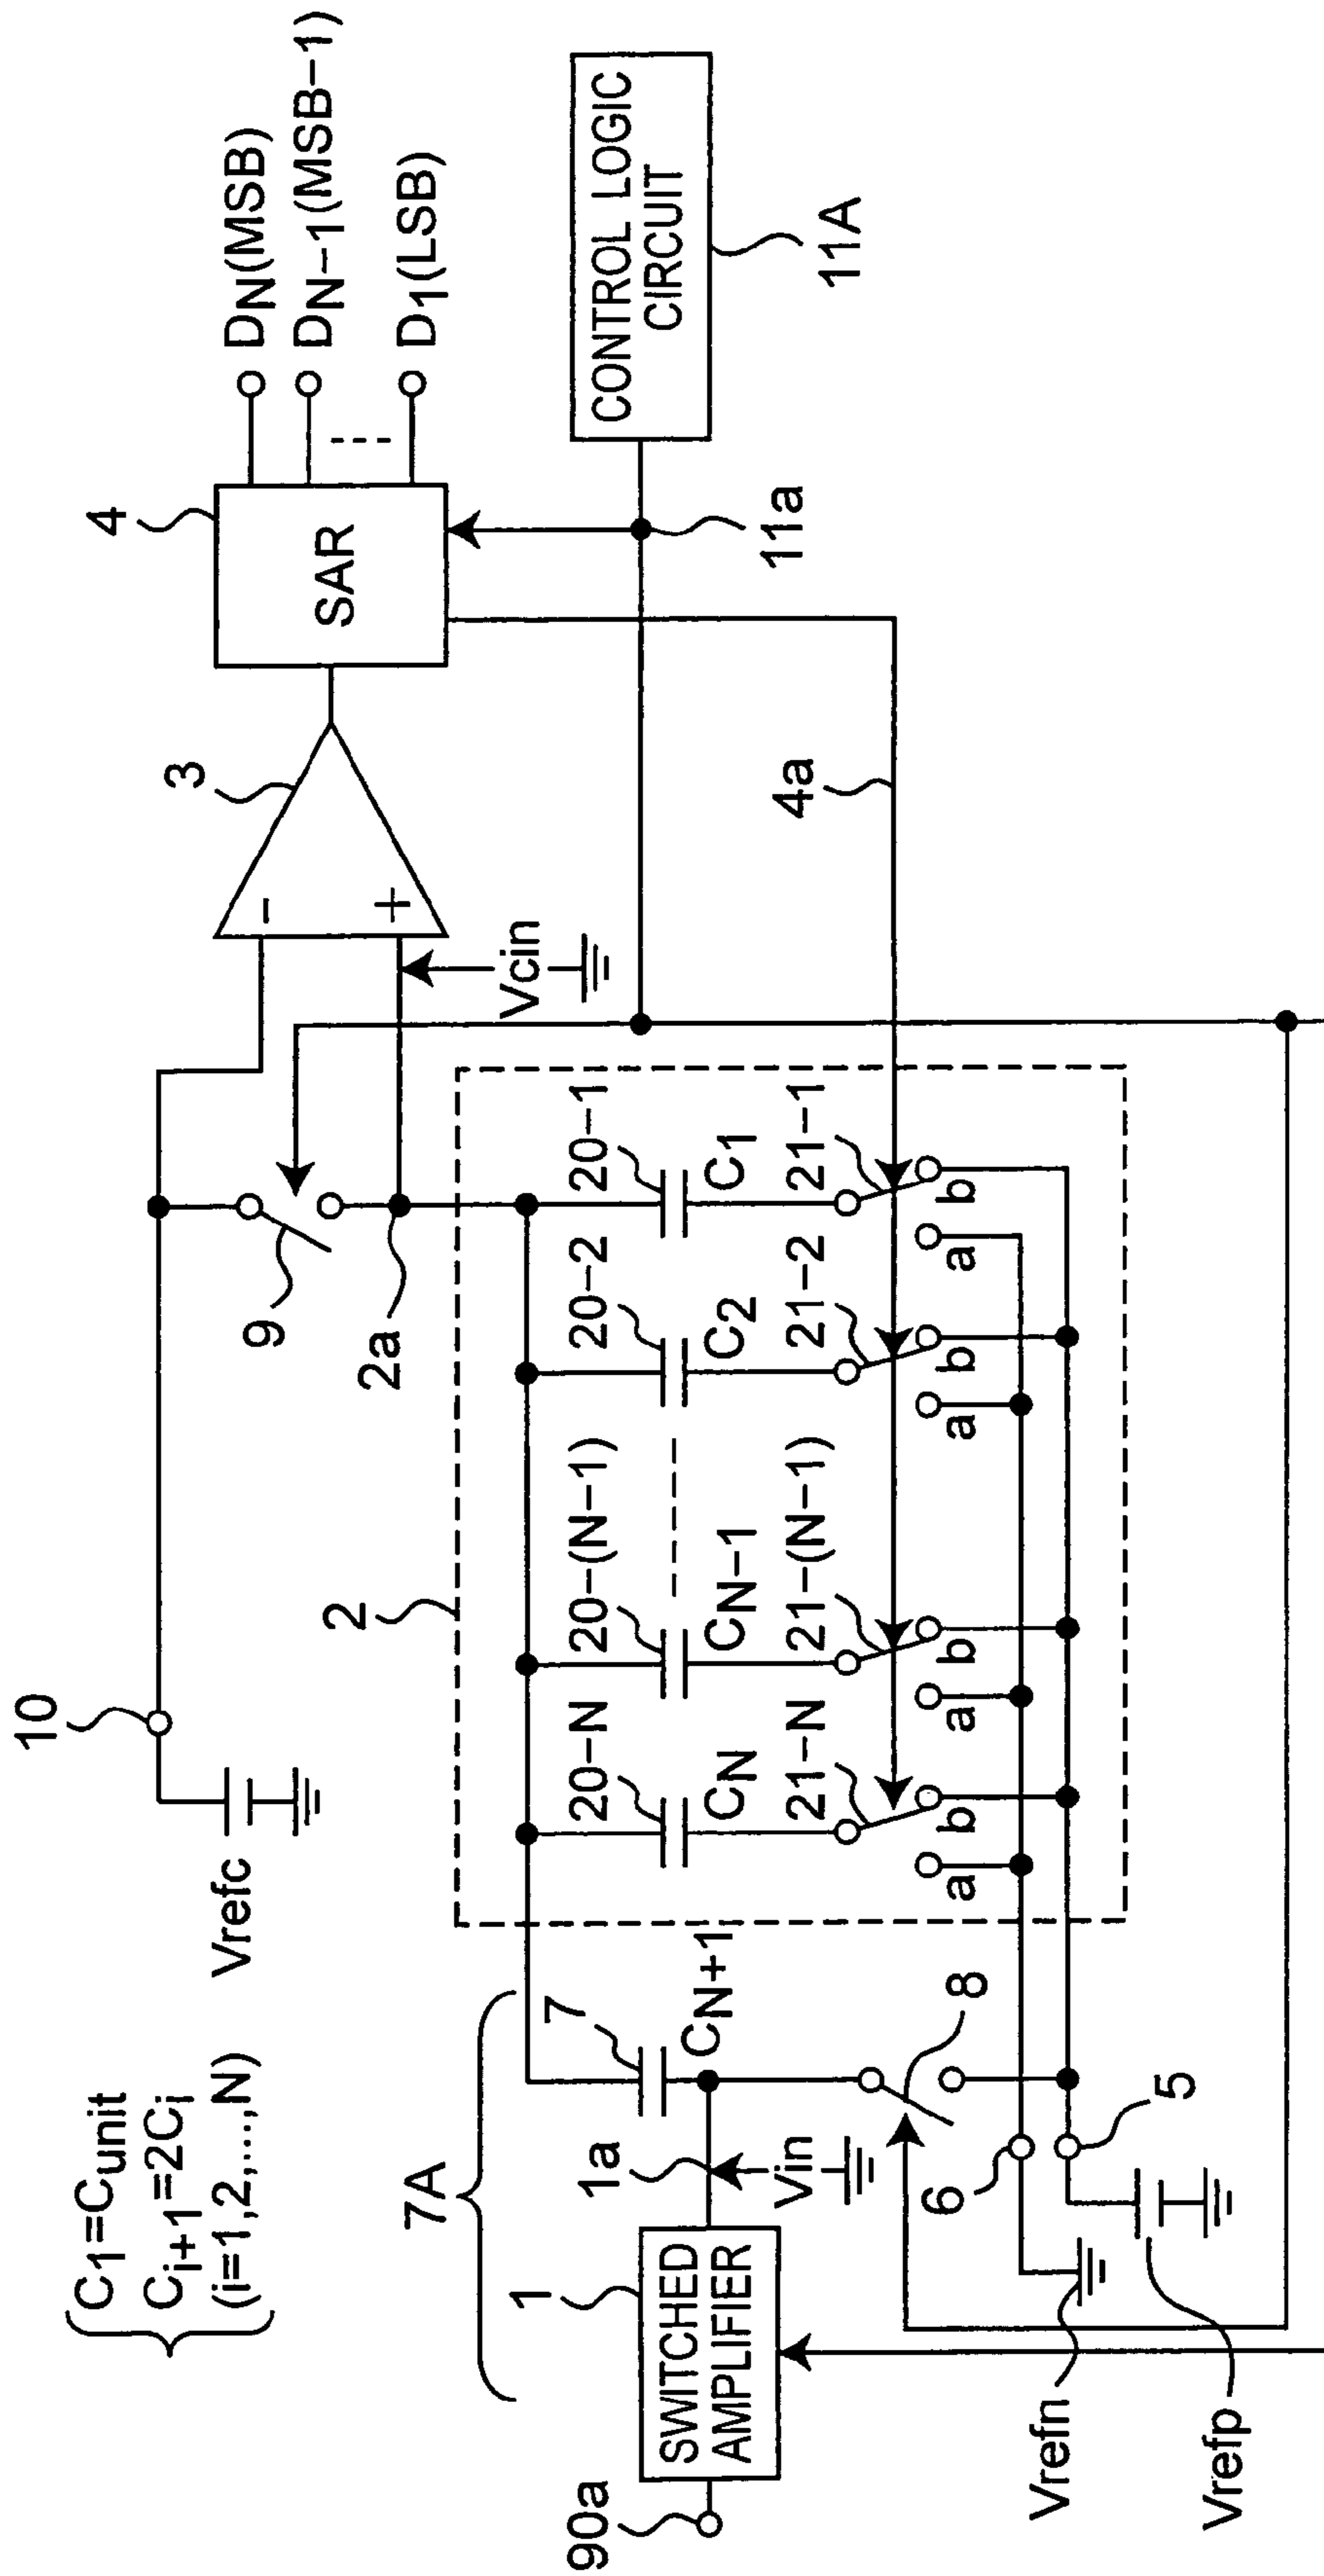 C1=Cunit
Ci+1=2Ci
(i=1,2,...,N)
Vrefc
10
9
2a
3
-
+
Vcin
4
SAR
DN(MSB)
DN-1(MSB-1)
D1(LSB)
CONTROL LOGIC
CIRCUIT
11A
11a
4a
2
20-N
CN
21-N
a
b
20-(N-1)
CN-1
21-(N-1)
a
b
20-2
C2
21-2
a
b
20-1
C1
21-1
a
b
7A
7
CN+1
8
1
SWITCHED
AMPLIFIER
90a
1a
Vin
6
5
Vrefn
Vrefp